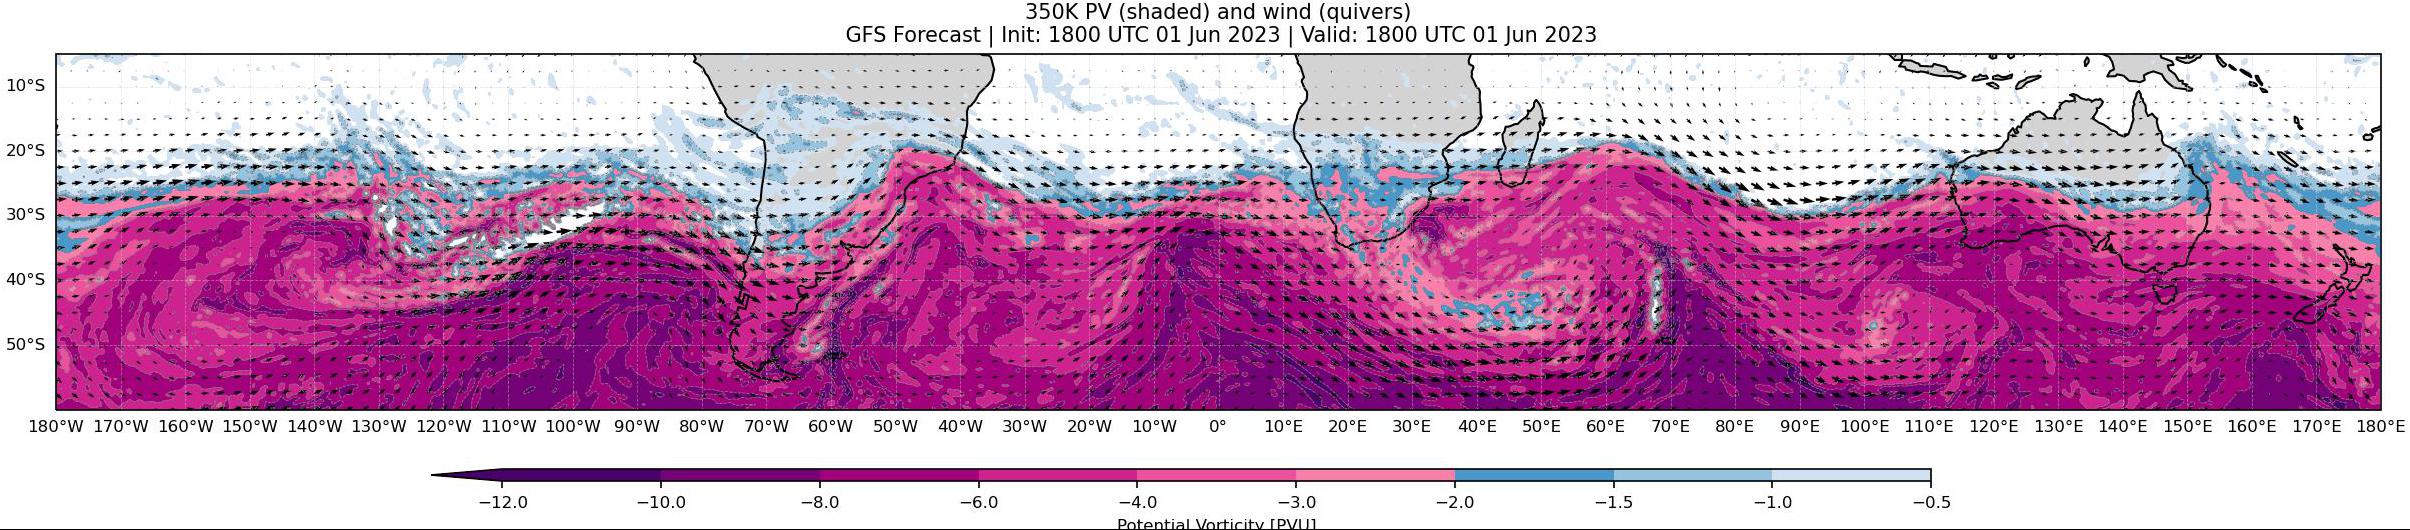 350K PV (shaded) and wind (quivers)
GFS Forecast | Init: 1800 UTC 01 Jun 2023 | Valid: 1800 UTC 01 Jun 2023
10°S
20°S
30°S
40°S
50°S
180°W 170°W 160°W 150°W 140°W 130°W 120°W 110°W 100°W 90°W 80°W 70°W 60°W 50°W 40°W 30°W 20°W 10°W 0° 10°E 20°E 30°E 40°E 50°E 60°E 70°E 80°E 90°E 100°E 110°E 120°E 130°E 140°E 150°E 160°E 170°E 180°E
−12.0 −10.0 −8.0 −6.0 −4.0 −3.0 −2.0 −1.5 −1.0 −0.5
Potential Vorticity [PVU]